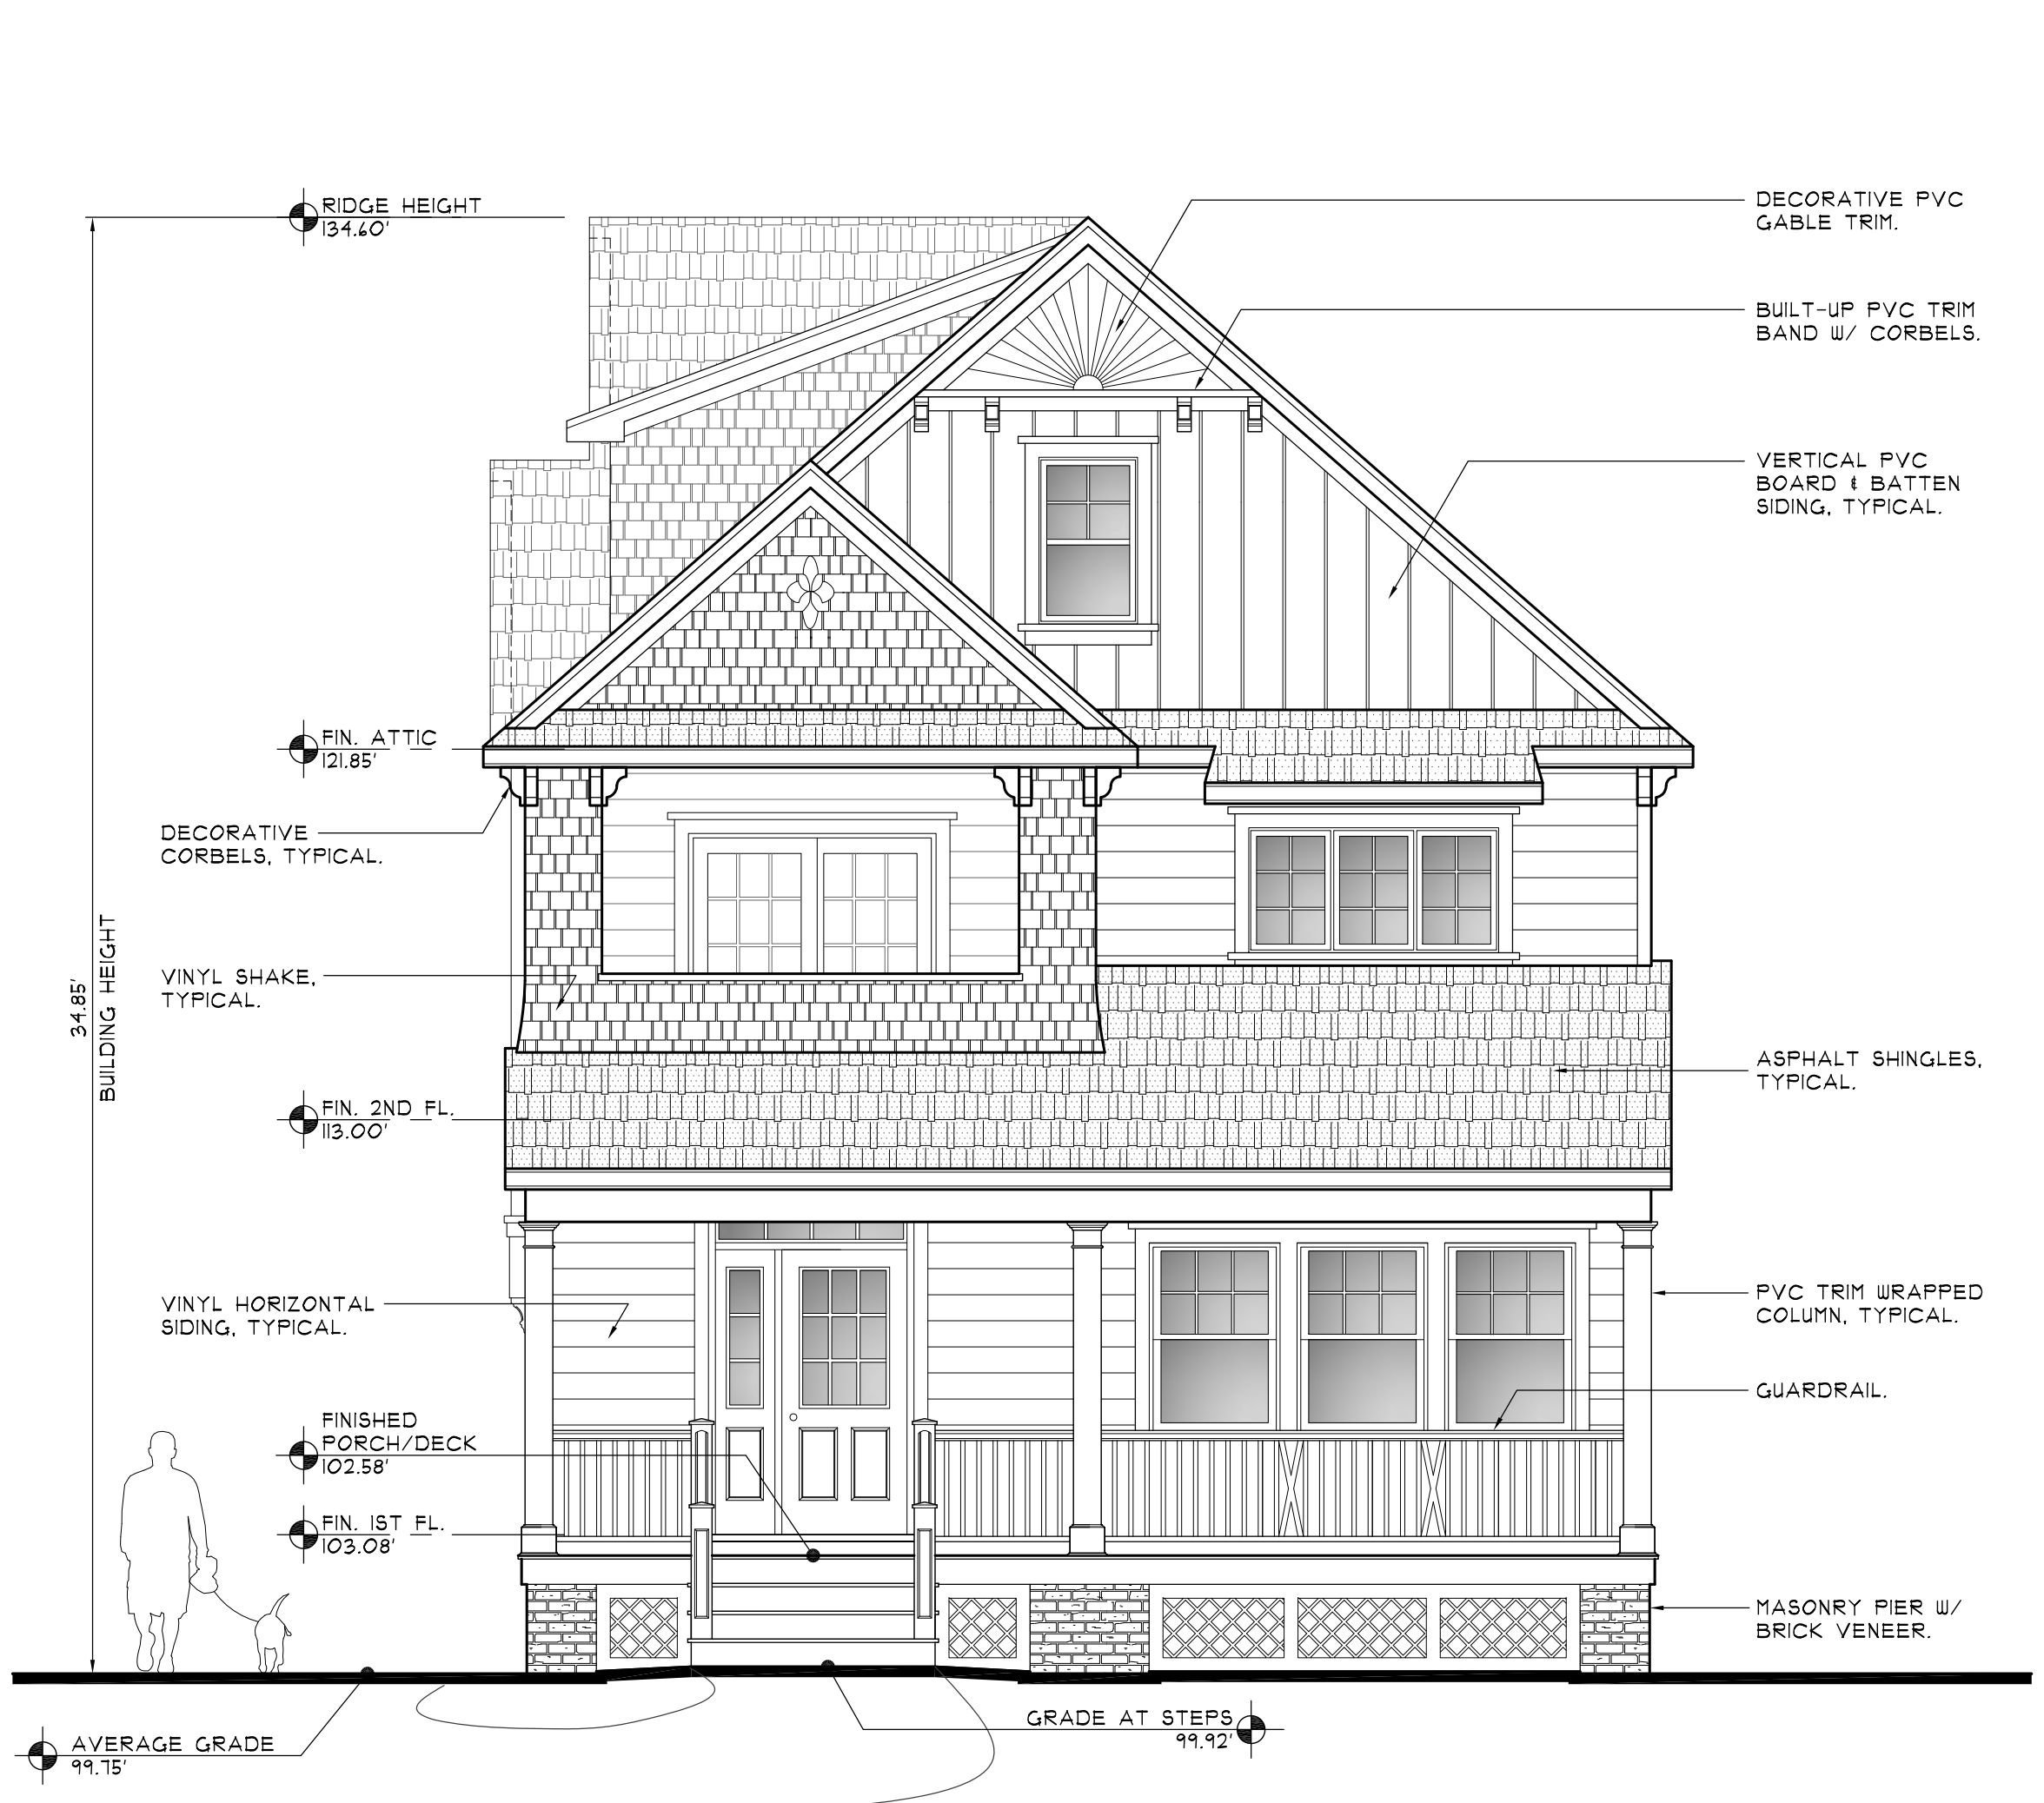 RIDGE HEIGHT
134.60'
DECORATIVE PVC
GABLE TRIM.
BUILT-UP PVC TRIM
BAND W/ CORBELS.
VERTICAL PVC
BOARD & BATTEN
SIDING, TYPICAL.
FIN. ATTIC
121.85'
DECORATIVE
CORBELS, TYPICAL.
34.85'
BUILDING HEIGHT
VINYL SHAKE,
TYPICAL.
ASPHALT SHINGLES,
TYPICAL.
FIN. 2ND FL.
113.00'
VINYL HORIZONTAL
SIDING, TYPICAL.
PVC TRIM WRAPPED
COLUMN, TYPICAL.
GUARDRAIL.
FINISHED
PORCH/DECK
102.58'
FIN. 1ST FL.
103.08'
MASONRY PIER W/
BRICK VENEER.
GRADE AT STEPS
99.92'
AVERAGE GRADE
99.75'